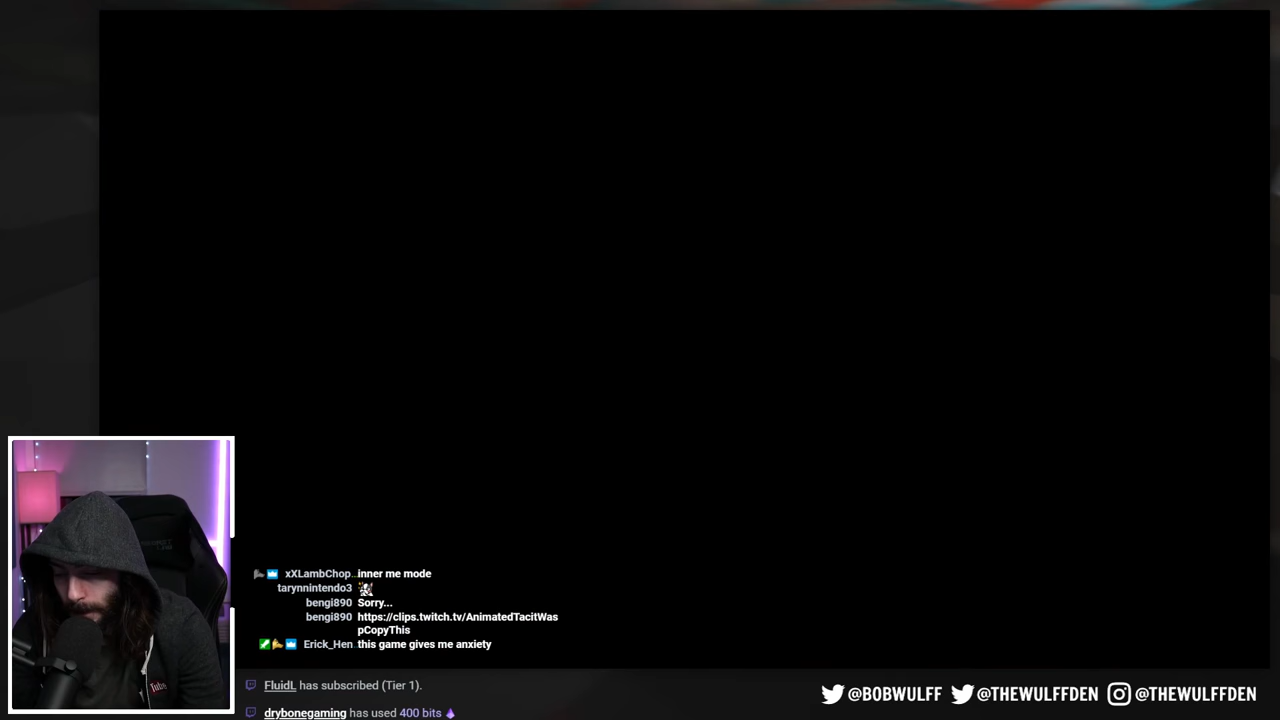 xXLambChop... inner me mode
tarynnintendo3
bengi890 Sorry...
bengi890 https://clips.twitch.tv/AnimatedTacitWas
pCopyThis
Erick_Hen... this game gives me anxiety
FluidL has subscribed (Tier 1).
drybonegaming has used 400 bits
@BOBWULFF @THEWULFFDEN @THEWULFFDEN